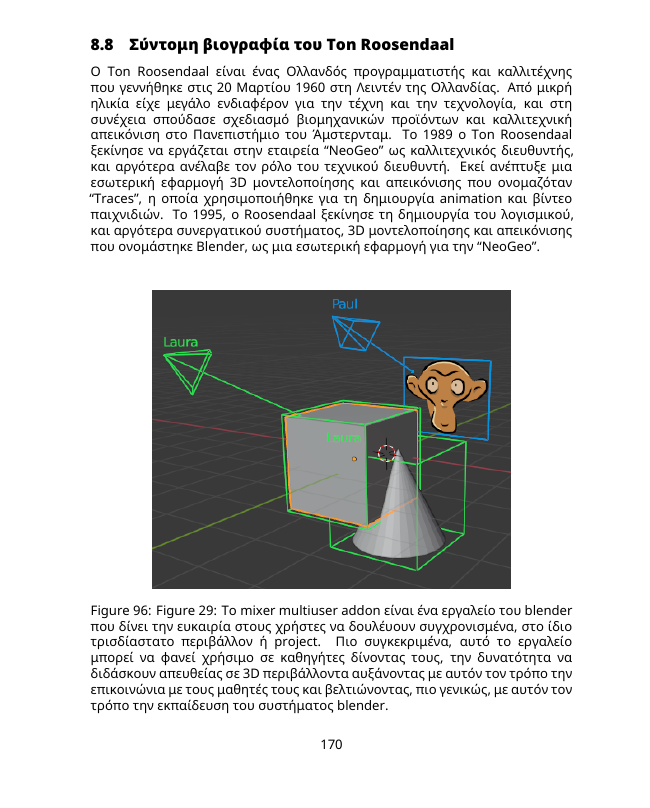 8.8 Σύντομη βιογραφία του Ton Roosendaal
Ο Ton Roosendaal είναι ένας Ολλανδός προγραμματιστής και καλλιτέχνης
που γεννήθηκε στις 20 Μαρτίου 1960 στη Λειντέν της Ολλανδίας. Από μικρή
ηλικία είχε μεγάλο ενδιαφέρον για την τέχνη και την τεχνολογία, και στη
συνέχεια σπούδασε σχεδιασμό βιομηχανικών προϊόντων και καλλιτεχνική
απεικόνιση στο Πανεπιστήμιο του Άμστερνταμ. Το 1989 ο Ton Roosendaal
ξεκίνησε να εργάζεται στην εταιρεία “NeoGeo” ως καλλιτεχνικός διευθυντής,
και αργότερα ανέλαβε τον ρόλο του τεχνικού διευθυντή. Εκεί ανέπτυξε μια
εσωτερική εφαρμογή 3D μοντελοποίησης και απεικόνισης που ονομαζόταν
“Traces”, η οποία χρησιμοποιήθηκε για τη δημιουργία animation και βίντεο
παιχνιδιών. Το 1995, ο Roosendaal ξεκίνησε τη δημιουργία του λογισμικού,
και αργότερα συνεργατικού συστήματος, 3D μοντελοποίησης και απεικόνισης
που ονομάστηκε Blender, ως μια εσωτερική εφαρμογή για την “NeoGeo”.
Paul
Laura
Laura
Figure 96: Figure 29: Το mixer multiuser addon είναι ένα εργαλείο του blender
που δίνει την ευκαιρία στους χρήστες να δουλέυουν συγχρονισμένα, στο ίδιο
τρισδίαστατο περιβάλλον ή project. Πιο συγκεκριμένα, αυτό το εργαλείο
μπορεί να φανεί χρήσιμο σε καθηγητές δίνοντας τους, την δυνατότητα να
διδάσκουν απευθείας σε 3D περιβάλλοντα αυξάνοντας με αυτόν τον τρόπο την
επικοινωνία με τους μαθητές τους και βελτιώνοντας, πιο γενικώς, με αυτόν τον
τρόπο την εκπαίδευση του συστήματος blender.
170